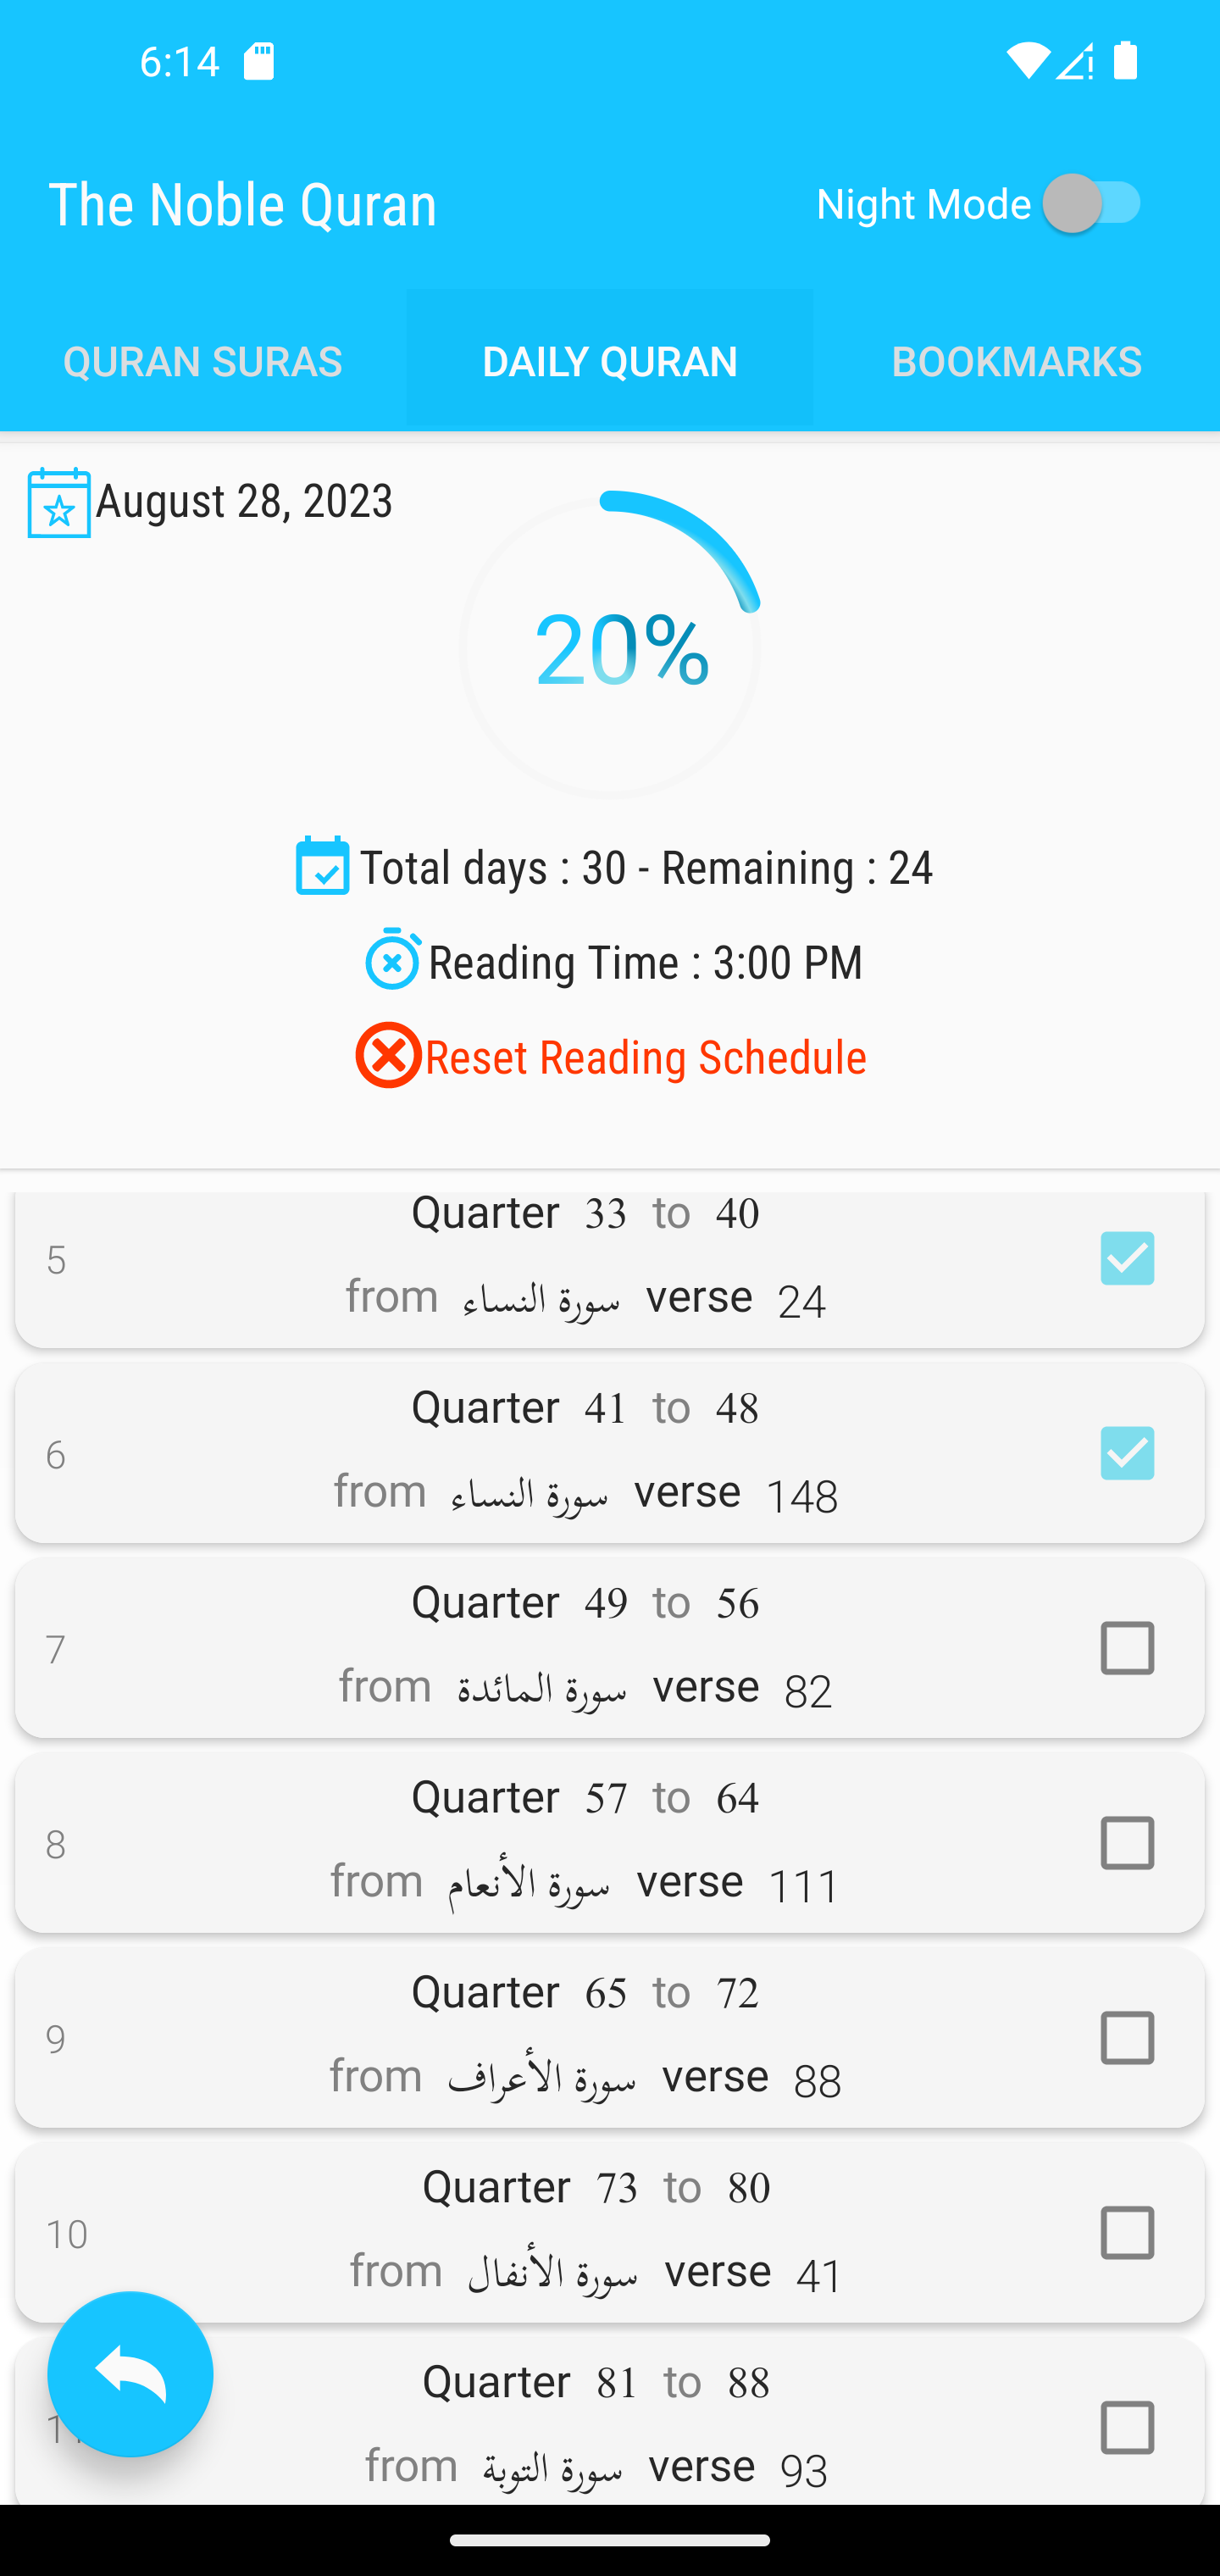 6:14
The Noble Quran
Night Mode
QURAN SURAS
DAILY QURAN
BOOKMARKS
August 28, 2023
20%
Total days : 30 - Remaining : 24
Reading Time : 3:00 PM
Reset Reading Schedule
Quarter 33 to 40
5
from سورة النساء verse 24
Quarter 41 to 48
6
from سورة النساء verse 148
Quarter 49 to 56
7
from سورة المائدة verse 82
Quarter 57 to 64
8
from سورة الأنعام verse 111
Quarter 65 to 72
9
from سورة الأعراف verse 88
Quarter 73 to 80
10
from سورة الأنفال verse 41
Quarter 81 to 88
from سورة التوبة verse 93